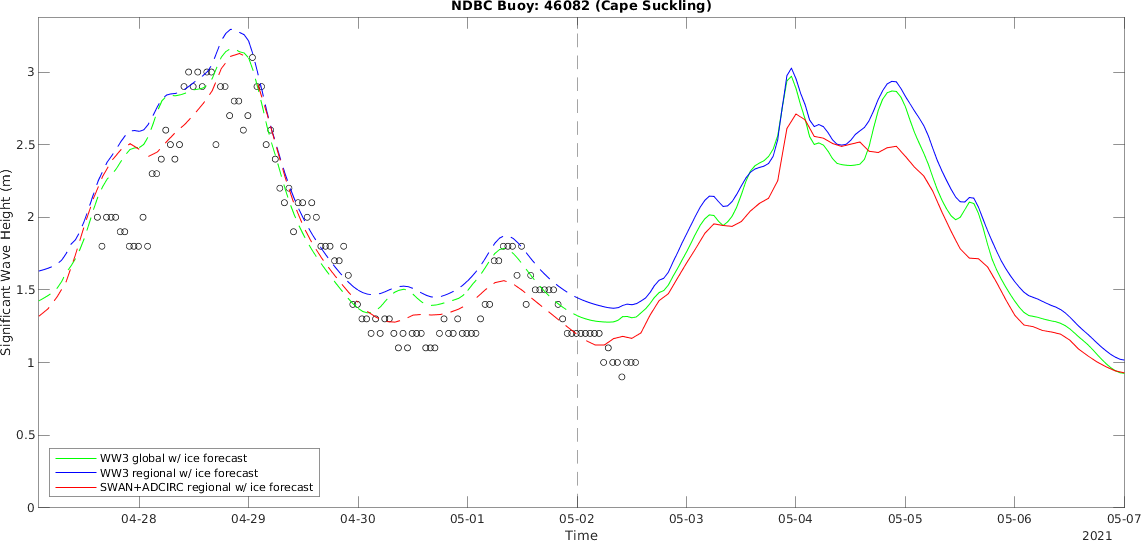 NDBC Buoy: 46082 (Cape Suckling)
Significant Wave Height (m)
3
2.5
2
1.5
1
0.5
0
WW3 global w/ ice forecast
WW3 regional w/ ice forecast
SWAN+ADCIRC regional w/ ice forecast
04-28 04-29 04-30 05-01 05-02 05-03 05-04 05-05 05-06 05-07
Time
2021